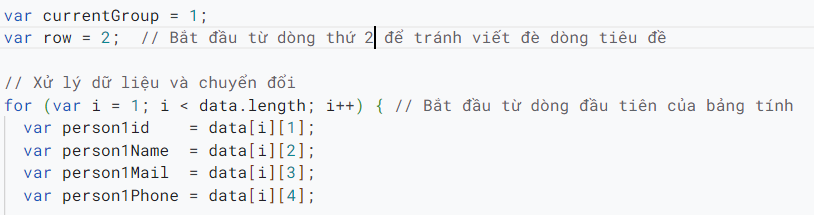 var currentGroup = 1;
var row = 2;  // Bắt đầu từ dòng thứ 2 để tránh viết đè dòng tiêu đề
// Xử lý dữ liệu và chuyển đổi
for (var i = 1; i < data.length; i++) { // Bắt đầu từ dòng đầu tiên của bảng tính
  var person1id    = data[i][1];
  var person1Name  = data[i][2];
  var person1Mail  = data[i][3];
  var person1Phone = data[i][4];